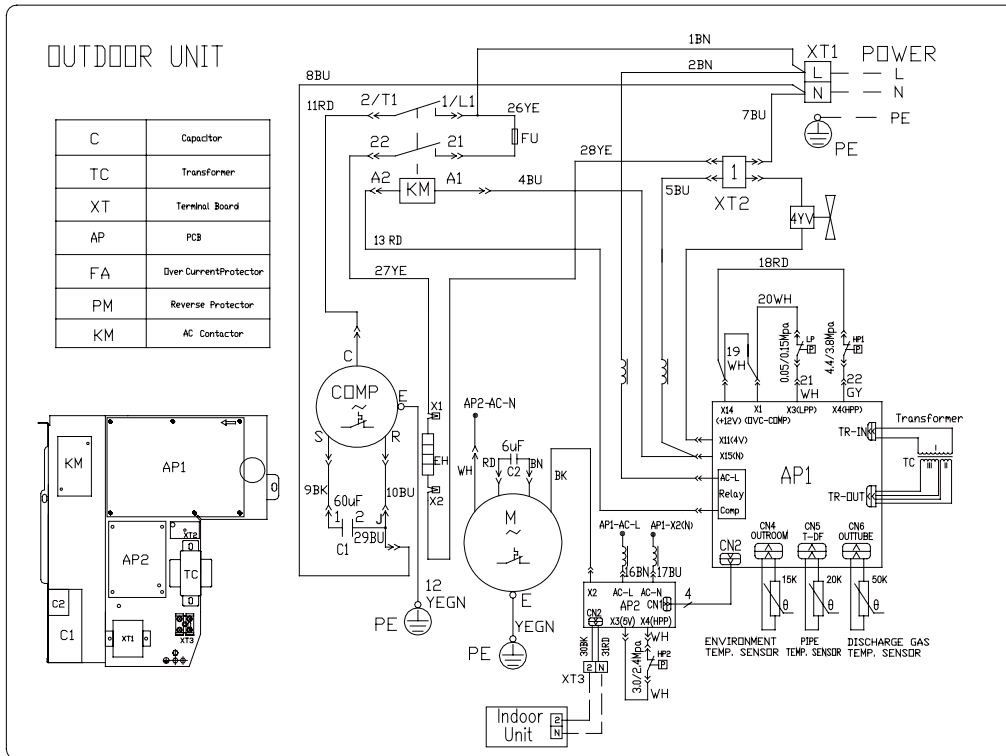 OUTDOOR UNIT
C Capacitor
TC Transformer
XT Terminal Board
AP PCB
FA Over CurrentProtector
PM Reverse Protector
KM AC Contactor
1BN
XT1 POWER
2BN
L L
8BU
N N
11RD
2/T1 1/L1
26YE
7BU
PE
FU
PE
22 21
28YE
1
A2 KM A1
4BU
5BU
XT2
4YV
13 RD
27YE
18RD
20WH
19
WH
0.05/0.15Mpa
LP
P
4.4/3.8Mpa
HP1
P
21
WH
22
GY
C
COMP
E
S R
X1
EH
X2
AP2-AC-N
WH
6uF
RD C2 BN
BK
M
E
9BK
60uF
10BU
1 2 J
C1 29BU
12
YEGN
PE
YEGN
PE
X14
(+12V)
X1
(OVC-COMP)
X3(LPP)
X4(HPP)
X11(4V)
X15(N)
AC-L
Relay
Comp
AP1
TR-IN
Transformer
TC
I
II
III
TR-OUT
CN2
CN4
OUTROOM
CN5
T-DF
CN6
OUTTUBE
15K
20K
50K
θ
θ
θ
ENVIRONMENT
TEMP. SENSOR
PIPE
TEMP. SENSOR
DISCHARGE GAS
TEMP. SENSOR
AP1-AC-L AP1-X2(N)
16BN 17BU
X2 AC-L AC-N
AP2
CN1
4
CN2
X3(5V) X4(HPP)
30BK
31RD
WH
3.0/2.4Mpa
HP2
P
WH
XT3
2 N
Indoor
Unit
2
N
KM
AP1
AP2
XT2
TC
C2
C1
XT1
XT3